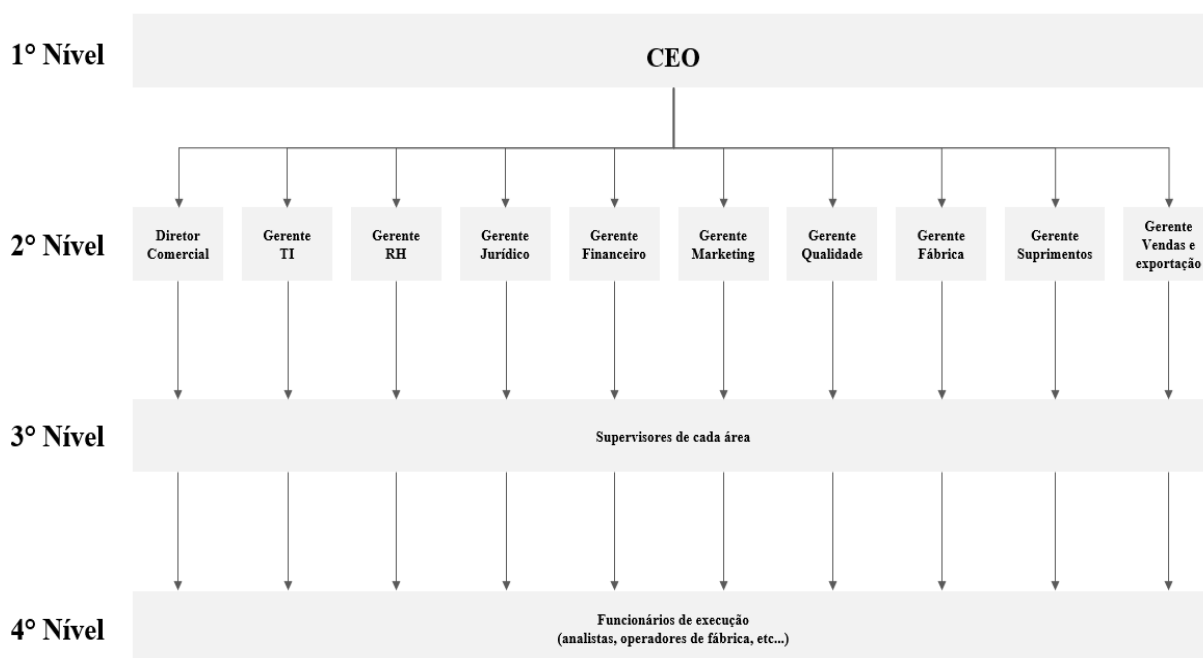 1° Nível
CEO
2° Nível
Diretor
Comercial
Gerente
TI
Gerente
RH
Gerente
Jurídico
Gerente
Financeiro
Gerente
Marketing
Gerente
Qualidade
Gerente
Fábrica
Gerente
Suprimentos
Gerente
Vendas e
exportação
3° Nível
Supervisores de cada área
4° Nível
Funcionários de execução
(analistas, operadores de fábrica, etc...)